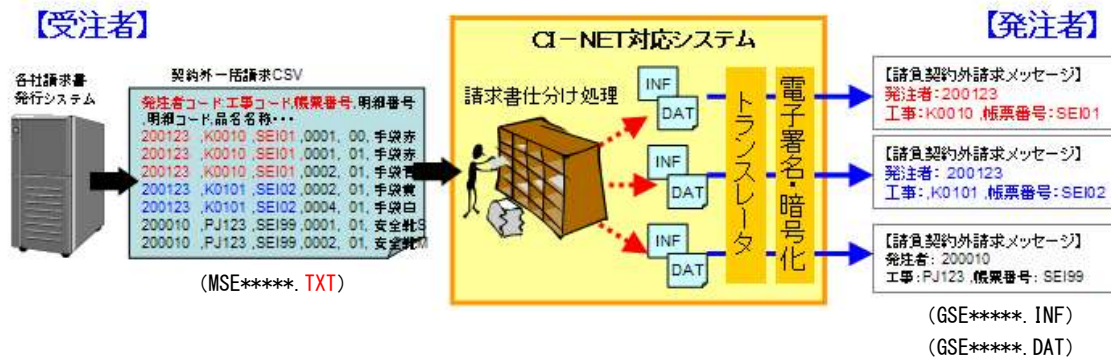 【受注者】
各社請求書
発行システム
契約外一括請求CSV
発注者コード,工事コード,帳票番号,明細番号
,明細コード,品名名称・・・
200123 ,K0010 ,SEI01 ,0001, 00, 手袋赤
200123 ,K0010 ,SEI01 ,0001, 01, 手袋赤
200123 ,K0010 ,SEI01 ,0002, 01, 手袋
200123 ,K0101 ,SEI02 ,0002, 01, 手袋黄
200123 ,K0101 ,SEI02 ,0004, 01, 手袋白
200010 ,PJ123 ,SEI99 ,0001, 01, 安全靴S
200010 ,PJ123 ,SEI99 ,0002, 01, 安全靴M
(MSE*****.TXT)
CI－NET対応システム
請求書仕分け処理
INF
DAT
INF
DAT
INF
DAT
トランスレータ
電子署名・暗号化
【発注者】
【請負契約外請求メッセージ】
発注者：200123
工事：K0010 ,帳票番号：SEI01
【請負契約外請求メッセージ】
発注者： 200123
工事：,K0101 ,帳票番号：SEI02
【請負契約外請求メッセージ】
発注者： 200010
工事：PJ123 ,帳票番号： SEI99
(GSE*****.INF)
(GSE*****.DAT)